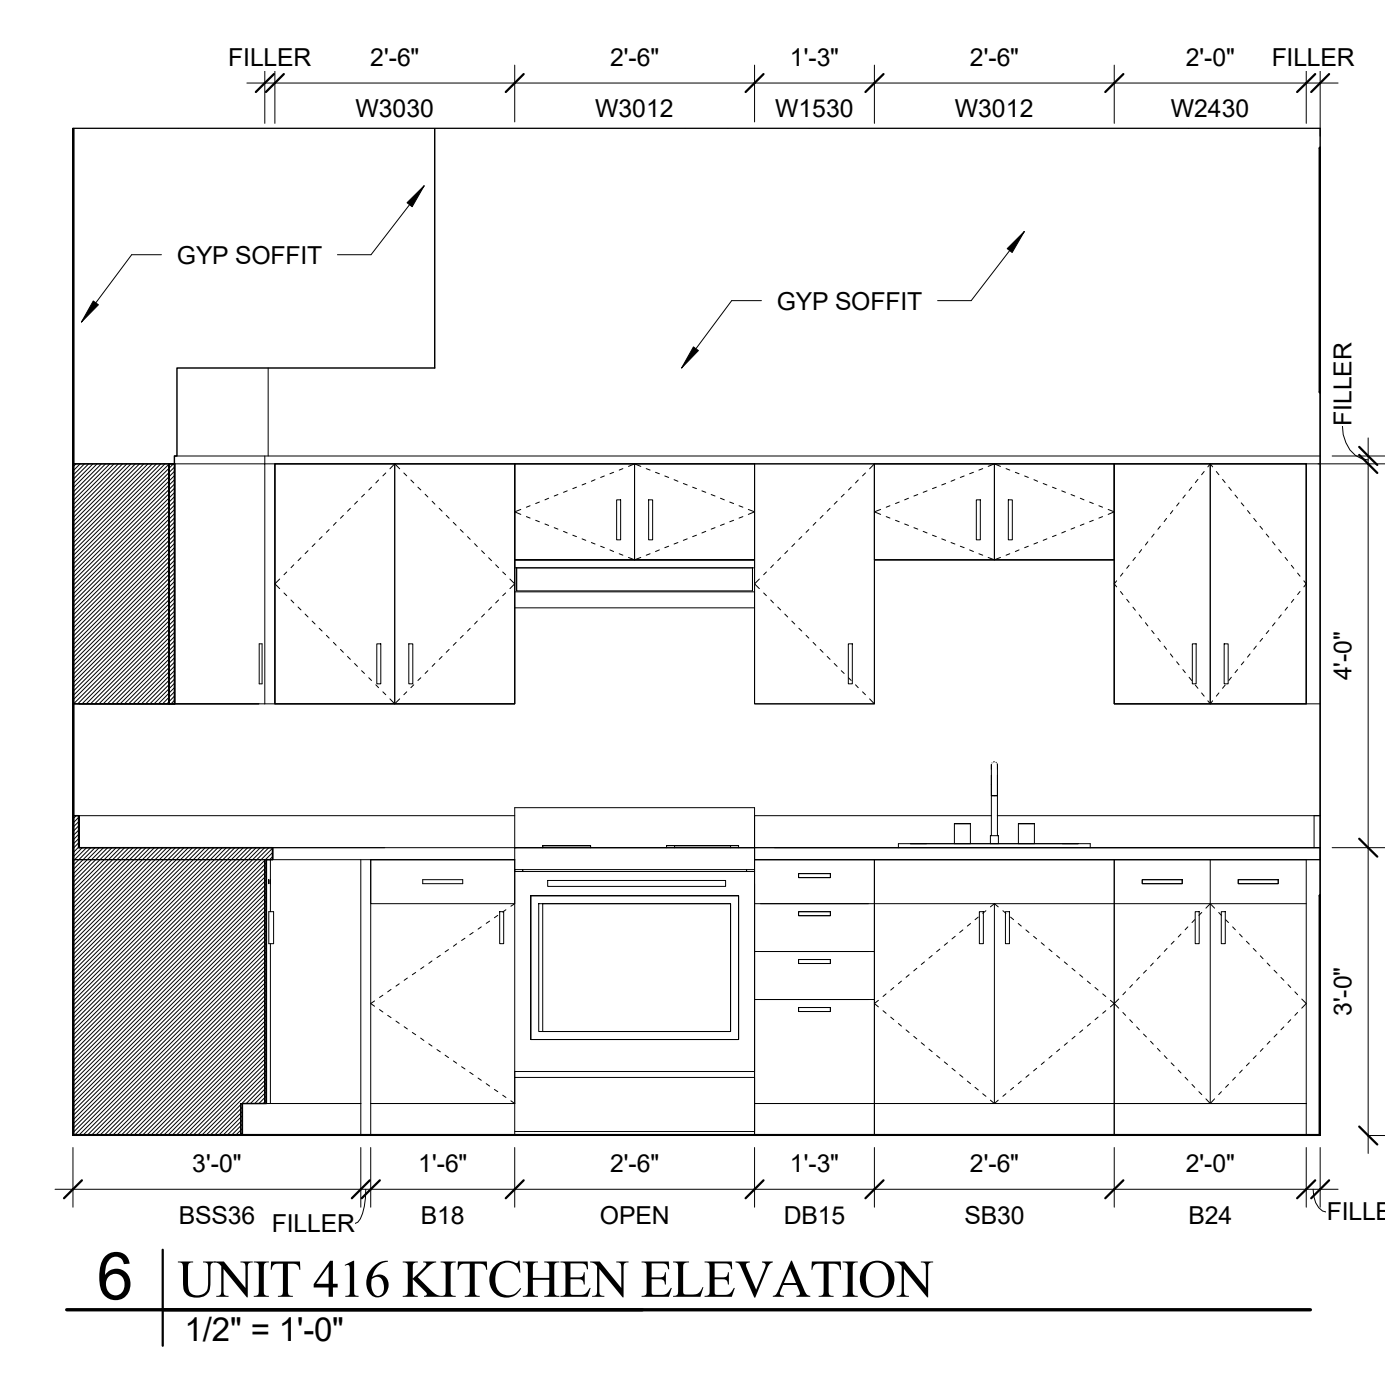 FILLER 2'-6" 2'-6" 1'-3" 2'-6" 2'-0" FILLER
W3030 W3012 W1530 W3012 W2430
GYP SOFFIT
GYP SOFFIT
FILLER
4'-0"
3'-0"
3'-0" 1'-6" 2'-6" 1'-3" 2'-6" 2'-0"
BSS36 FILLER B18 OPEN DB15 SB30 B24 FILLE
6 UNIT 416 KITCHEN ELEVATION
1/2" = 1'-0"